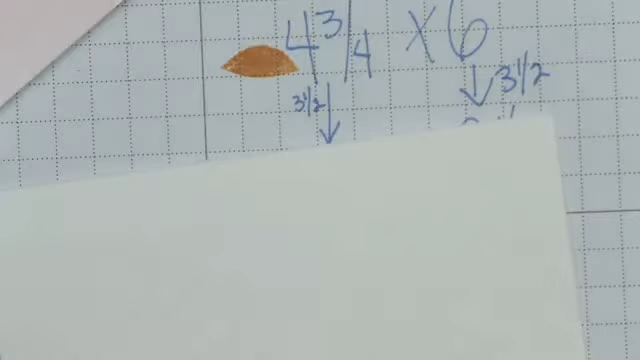 4 3/4 × 6
3 1/2 ↓ ↓ 3 1/2